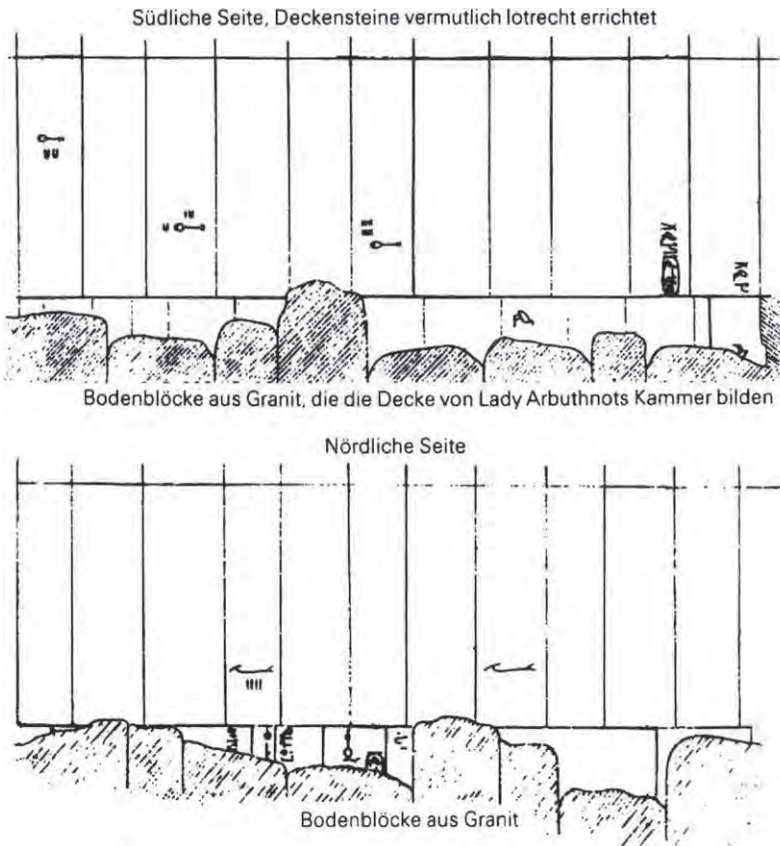 Südliche Seite, Deckensteine vermutlich lotrecht errichtet
Bodenblöcke aus Granit, die die Decke von Lady Arbuthnots Kammer bilden
Nördliche Seite
Bodenblöcke aus Granit